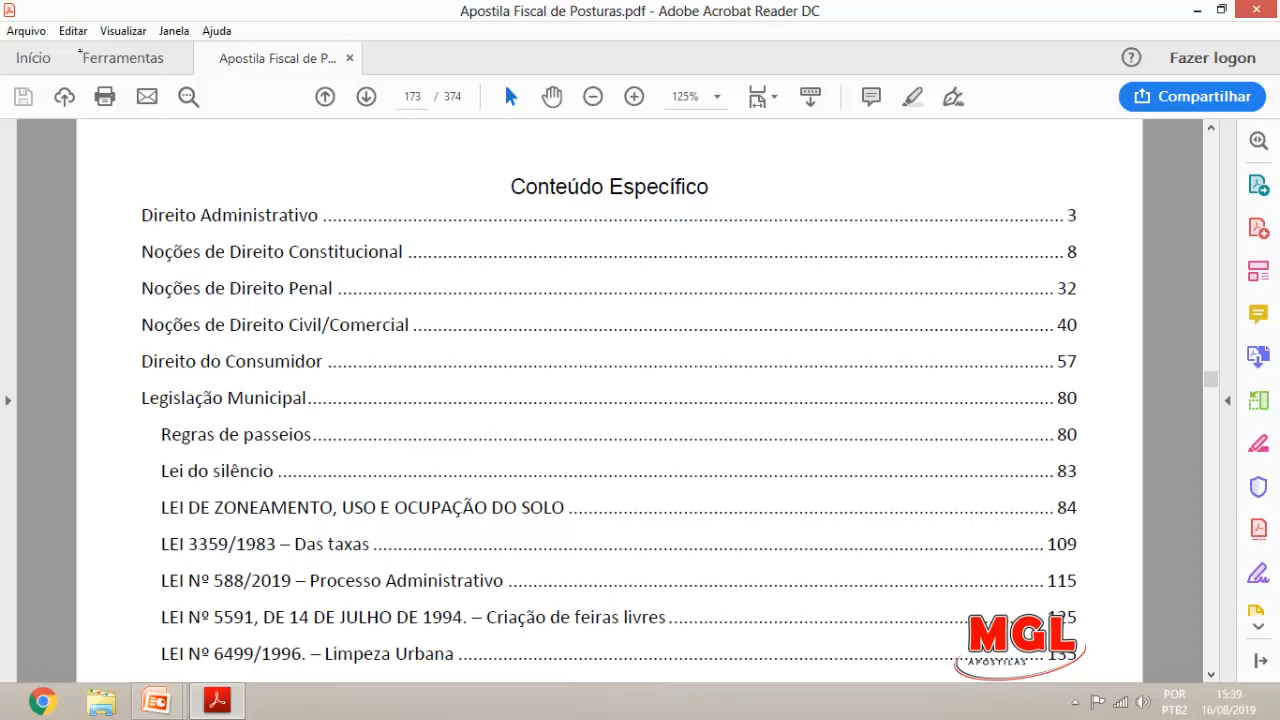 Apostila Fiscal de Posturas.pdf - Adobe Acrobat Reader DC
Arquivo Editar Visualizar Janela Ajuda
Início Ferramentas Apostila Fiscal de P... × Fazer logon
173 / 374 125% Compartilhar
Conteúdo Específico
Direito Administrativo 3
Noções de Direito Constitucional 8
Noções de Direito Penal 32
Noções de Direito Civil/Comercial 40
Direito do Consumidor 57
Legislação Municipal 80
Regras de passeios 80
Lei do silêncio 83
LEI DE ZONEAMENTO, USO E OCUPAÇÃO DO SOLO 84
LEI 3359/1983 – Das taxas 109
LEI Nº 588/2019 – Processo Administrativo 115
LEI Nº 5591, DE 14 DE JULHO DE 1994. – Criação de feiras livres 125
LEI Nº 6499/1996. – Limpeza Urbana
MGL
APOSTILAS
POR 15:39
PTB2 16/08/2019